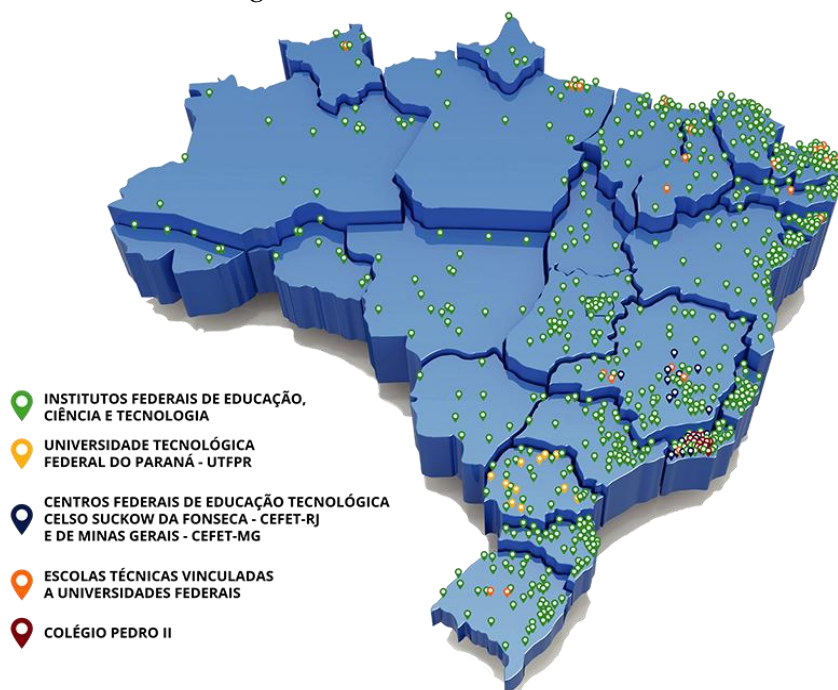 INSTITUTOS FEDERAIS DE EDUCAÇÃO,
CIÊNCIA E TECNOLOGIA
UNIVERSIDADE TECNOLÓGICA
FEDERAL DO PARANÁ - UTFPR
CENTROS FEDERAIS DE EDUCAÇÃO TECNOLÓGICA
CELSO SUCKOW DA FONSECA - CEFET-RJ
E DE MINAS GERAIS - CEFET-MG
ESCOLAS TÉCNICAS VINCULADAS
A UNIVERSIDADES FEDERAIS
COLÉGIO PEDRO II